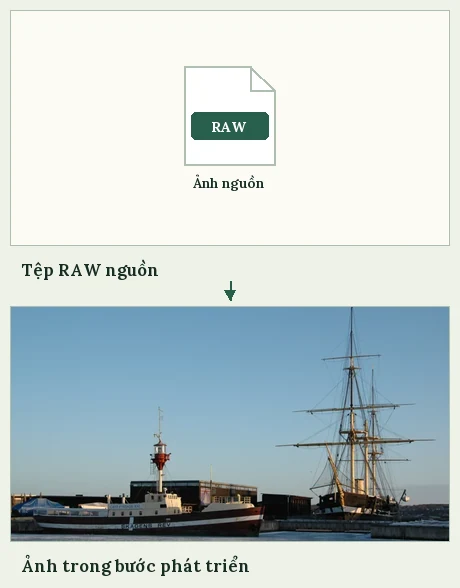 RAW
Ảnh nguồn
Tệp RAW nguồn
Ảnh trong bước phát triển